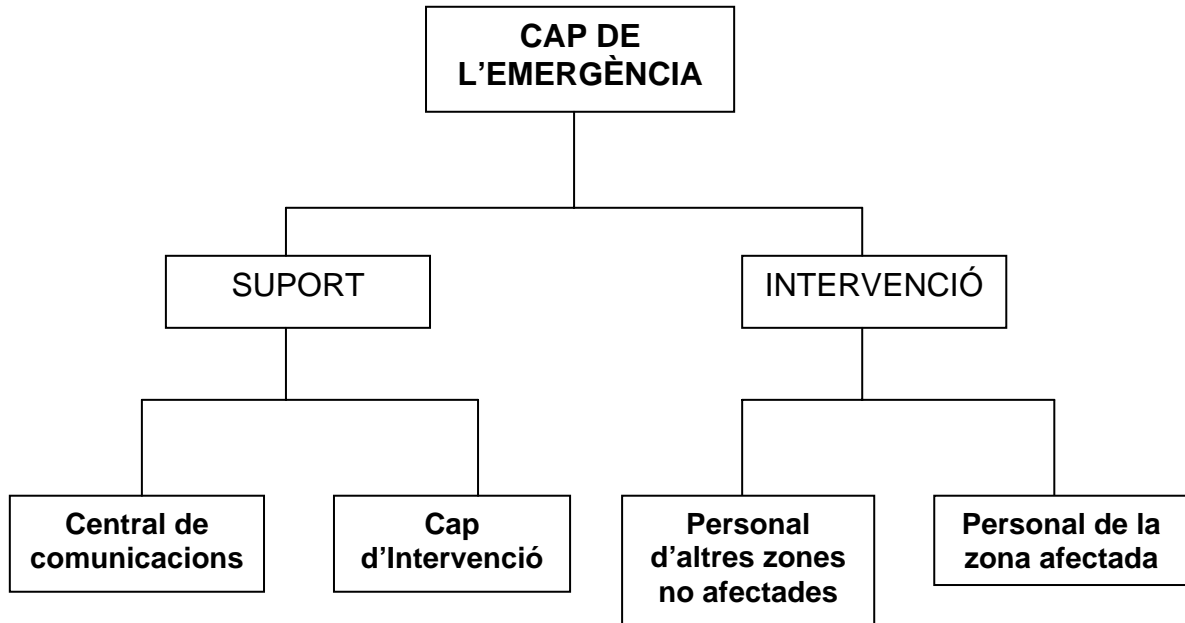 CAP DE
L’EMERGÈNCIA
SUPORT
INTERVENCIÓ
Central de
comunicacions
Cap
d’Intervenció
Personal
d’altres zones
no afectades
Personal de la
zona afectada